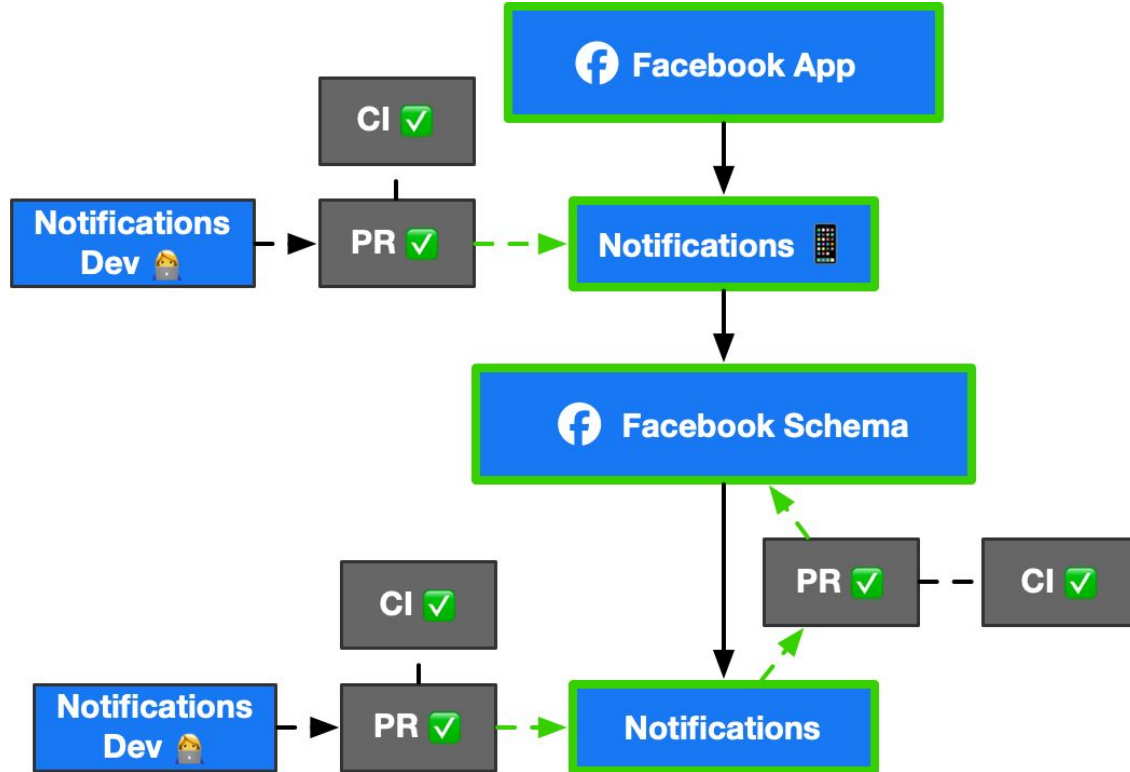 Facebook App
CI ✅
Notifications
Dev 👩‍💻
PR ✅
Notifications 📱
Facebook Schema
PR ✅
CI ✅
CI ✅
Notifications
Dev 👩‍💻
PR ✅
Notifications